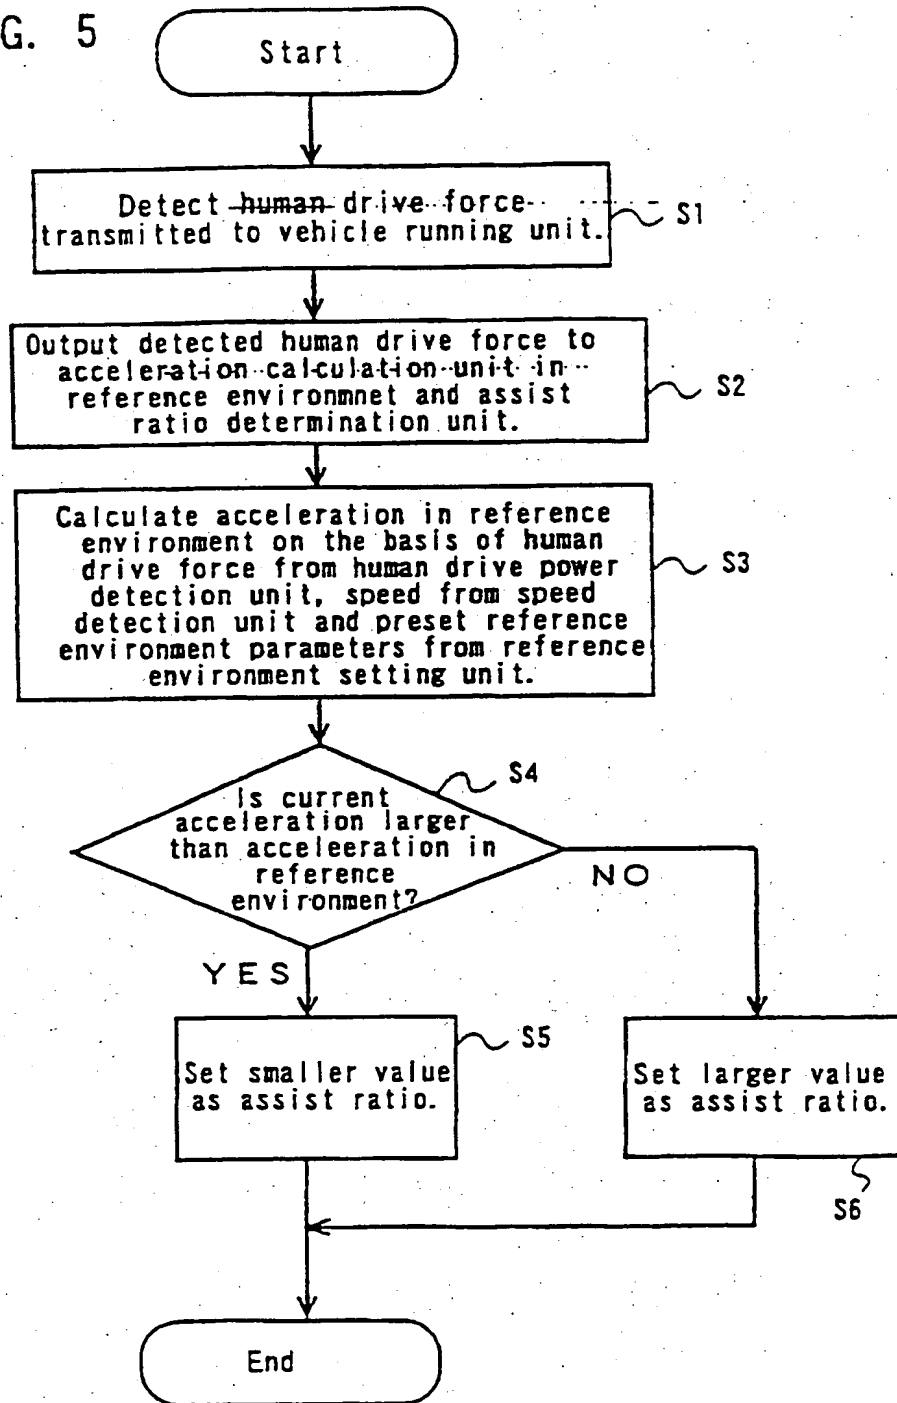 G. 5
Start
Detect human drive force
transmitted to vehicle running unit.
S1
Output detected human drive force to
acceleration calculation unit in
reference environmnet and assist
ratio determination unit.
S2
Calculate acceleration in reference
environment on the basis of human
drive force from human drive power
detection unit, speed from speed
detection unit and preset reference
environment parameters from reference
environment setting unit.
S3
S4
Is current
acceleration larger
than acceleeration in
reference
environment?
NO
YES
S5
Set smaller value
as assist ratio.
Set larger value
as assist ratio.
S6
End